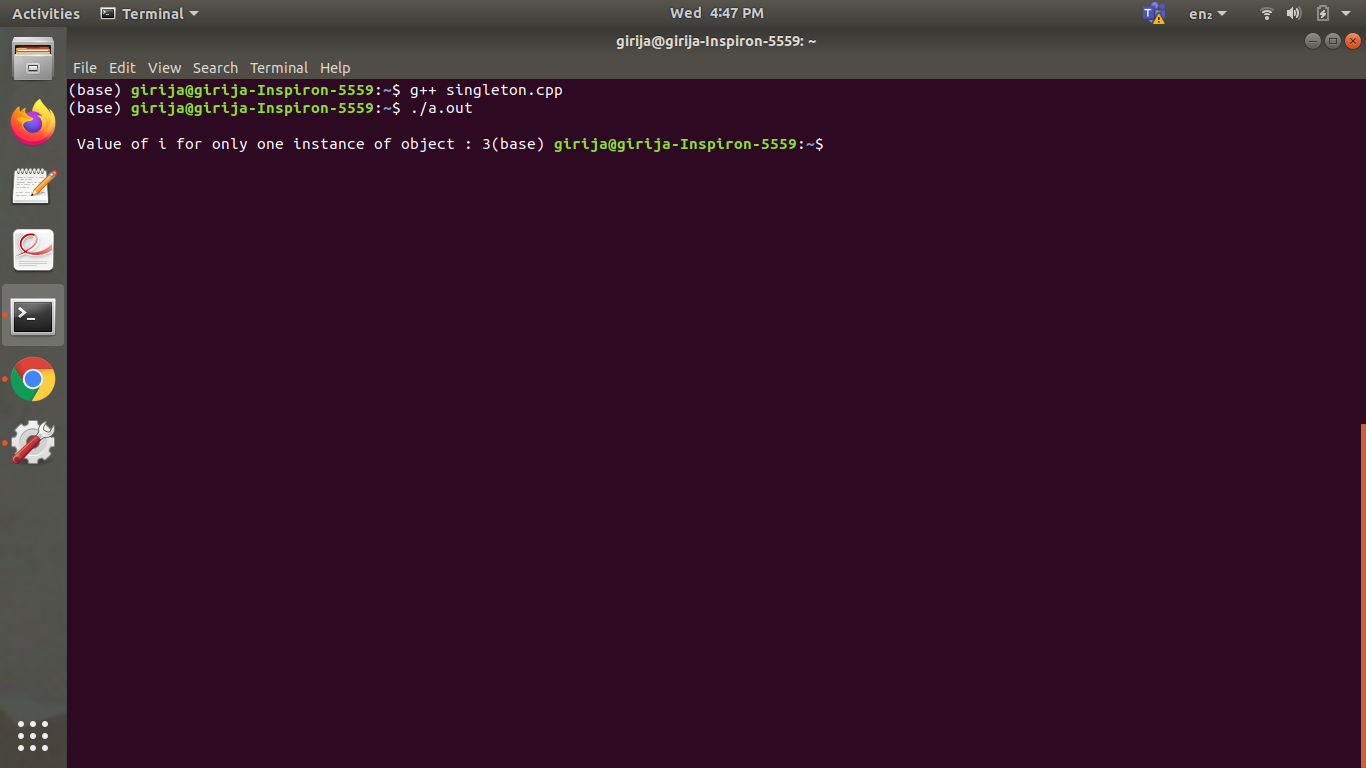 Activities Terminal Wed 4:47 PM en₂
girija@girija-Inspiron-5559: ~
File Edit View Search Terminal Help
(base) girija@girija-Inspiron-5559:~$ g++ singleton.cpp
(base) girija@girija-Inspiron-5559:~$ ./a.out
Value of i for only one instance of object : 3(base) girija@girija-Inspiron-5559:~$